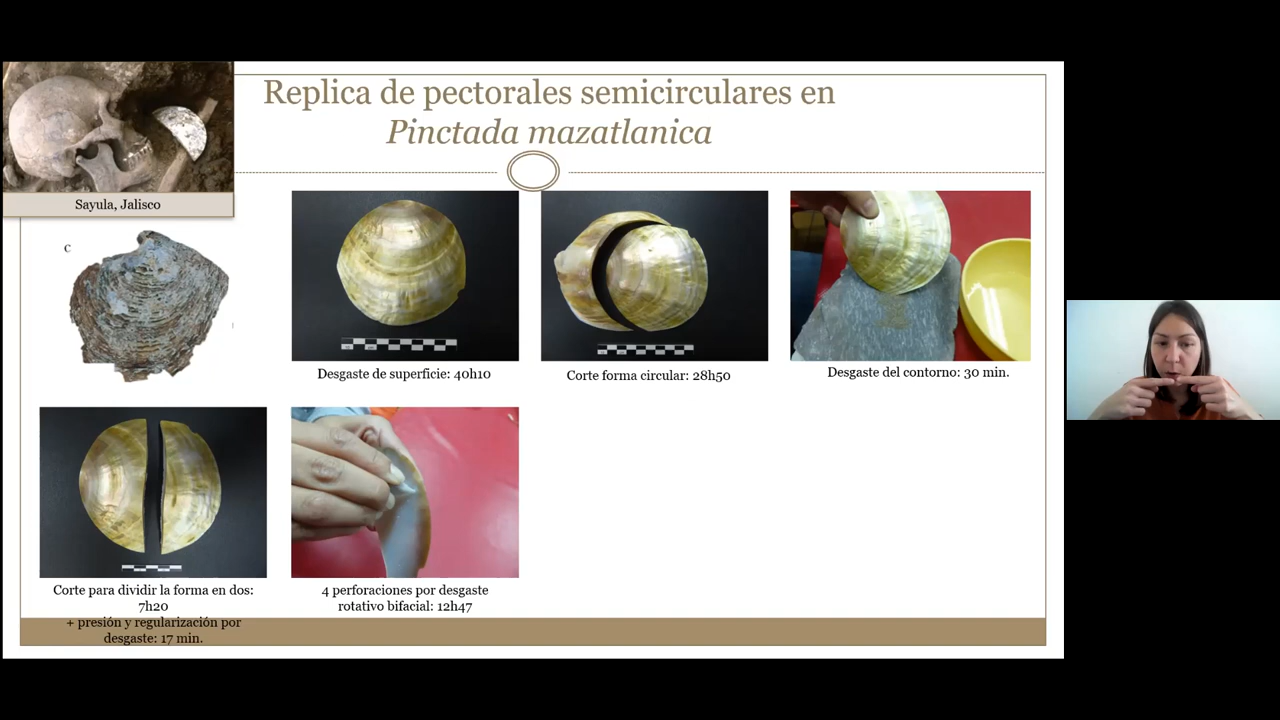 Replica de pectorales semicirculares en
Pinctada mazatlanica
Sayula, Jalisco
C
Desgaste de superficie: 40h10
Corte forma circular: 28h50
Desgaste del contorno: 30 min.
Corte para dividir la forma en dos:
7h20
+ presión y regularización por
desgaste: 17 min.
4 perforaciones por desgaste
rotativo bifacial: 12h47